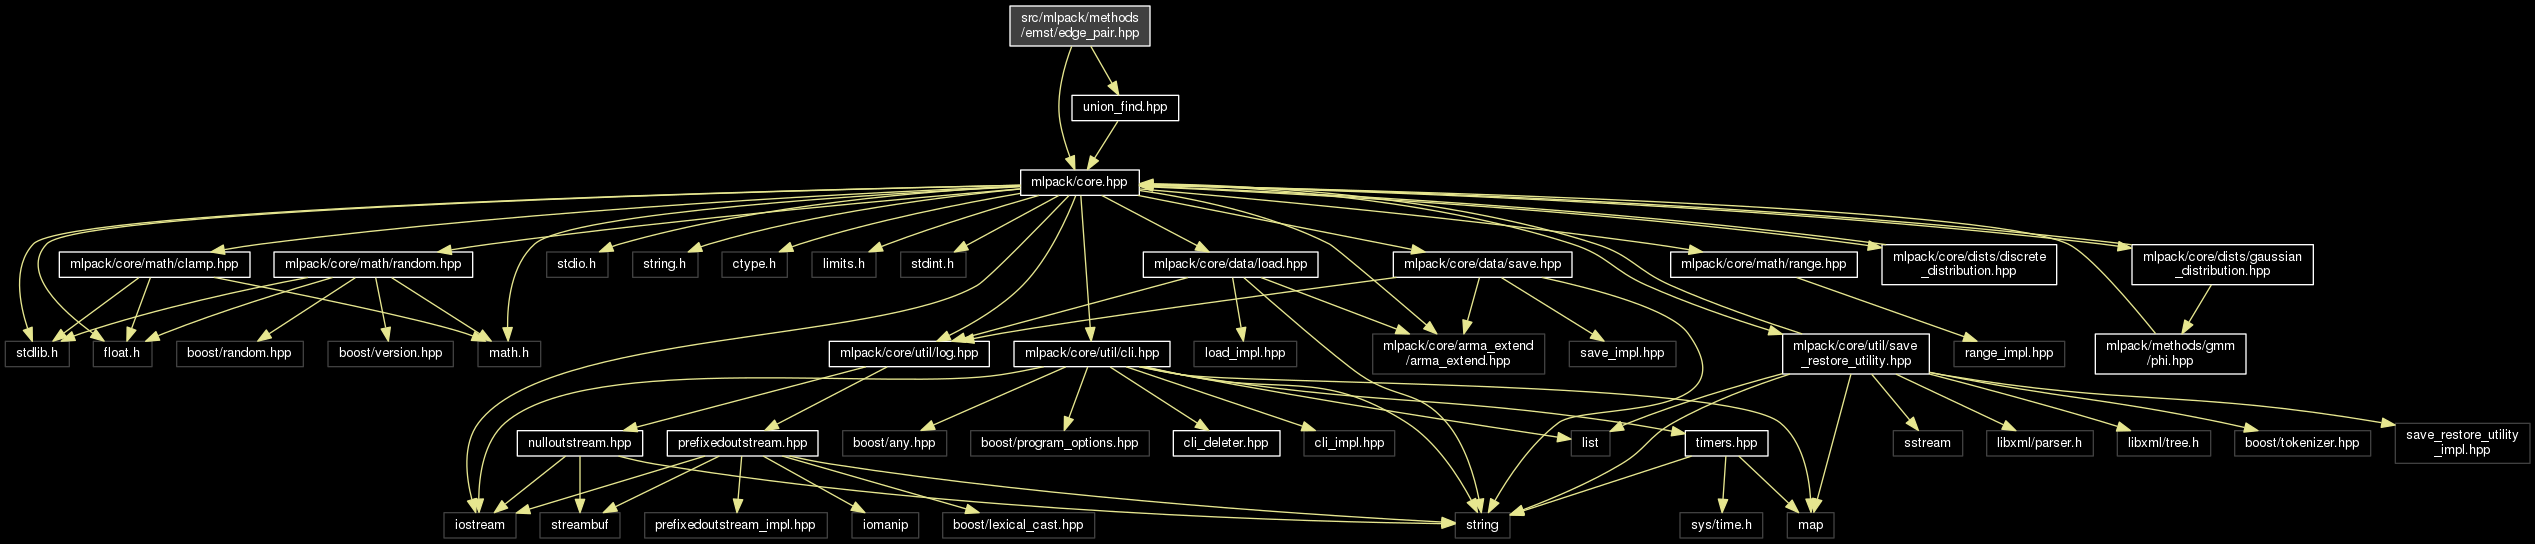 src/mlpack/methods
/emst/edge_pair.hpp
union_find.hpp
mlpack/core.hpp
mlpack/core/math/clamp.hpp
mlpack/core/math/random.hpp
stdio.h
string.h
ctype.h
limits.h
stdint.h
mlpack/core/data/load.hpp
mlpack/core/data/save.hpp
mlpack/core/math/range.hpp
mlpack/core/dists/discrete
_distribution.hpp
mlpack/core/dists/gaussian
_distribution.hpp
stdlib.h
float.h
boost/random.hpp
boost/version.hpp
math.h
mlpack/core/util/log.hpp
mlpack/core/util/cli.hpp
load_impl.hpp
mlpack/core/arma_extend
/arma_extend.hpp
save_impl.hpp
mlpack/core/util/save
_restore_utility.hpp
range_impl.hpp
mlpack/methods/gmm
/phi.hpp
nulloutstream.hpp
prefixedoutstream.hpp
boost/any.hpp
boost/program_options.hpp
cli_deleter.hpp
cli_impl.hpp
list
timers.hpp
sstream
libxml/parser.h
libxml/tree.h
boost/tokenizer.hpp
save_restore_utility
_impl.hpp
iostream
streambuf
prefixedoutstream_impl.hpp
iomanip
boost/lexical_cast.hpp
string
sys/time.h
map